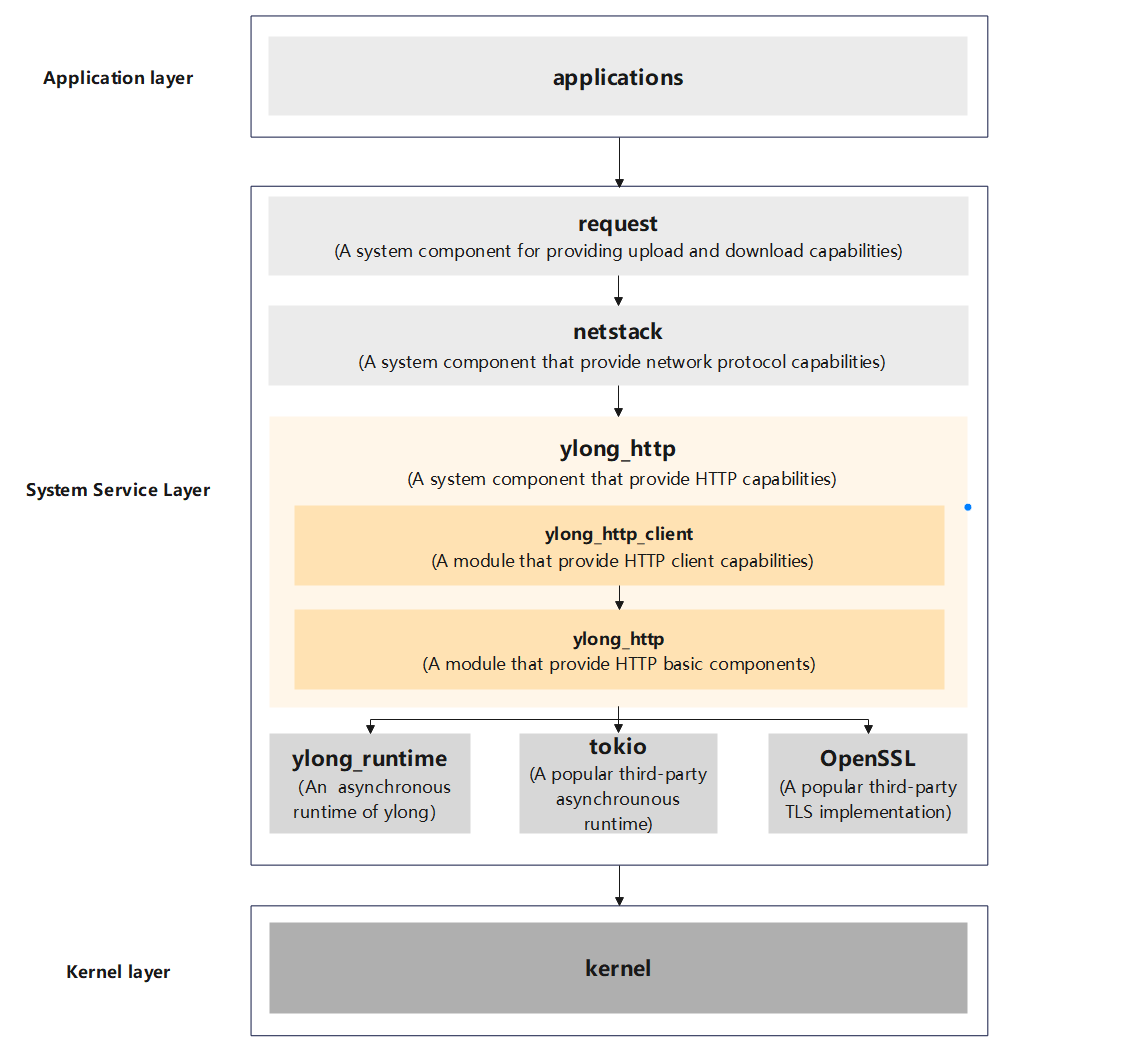 Application layer
applications
request
(A system component for providing upload and download capabilities)
netstack
(A system component that provide network protocol capabilities)
System Service Layer
ylong_http
(A system component that provide HTTP capabilities)
ylong_http_client
(A module that provide HTTP client capabilities)
ylong_http
(A module that provide HTTP basic components)
ylong_runtime
(An asynchronous
runtime of ylong)
tokio
(A popular third-party
asynchrounous
runtime)
OpenSSL
(A popular third-party
TLS implementation)
Kernel layer
kernel